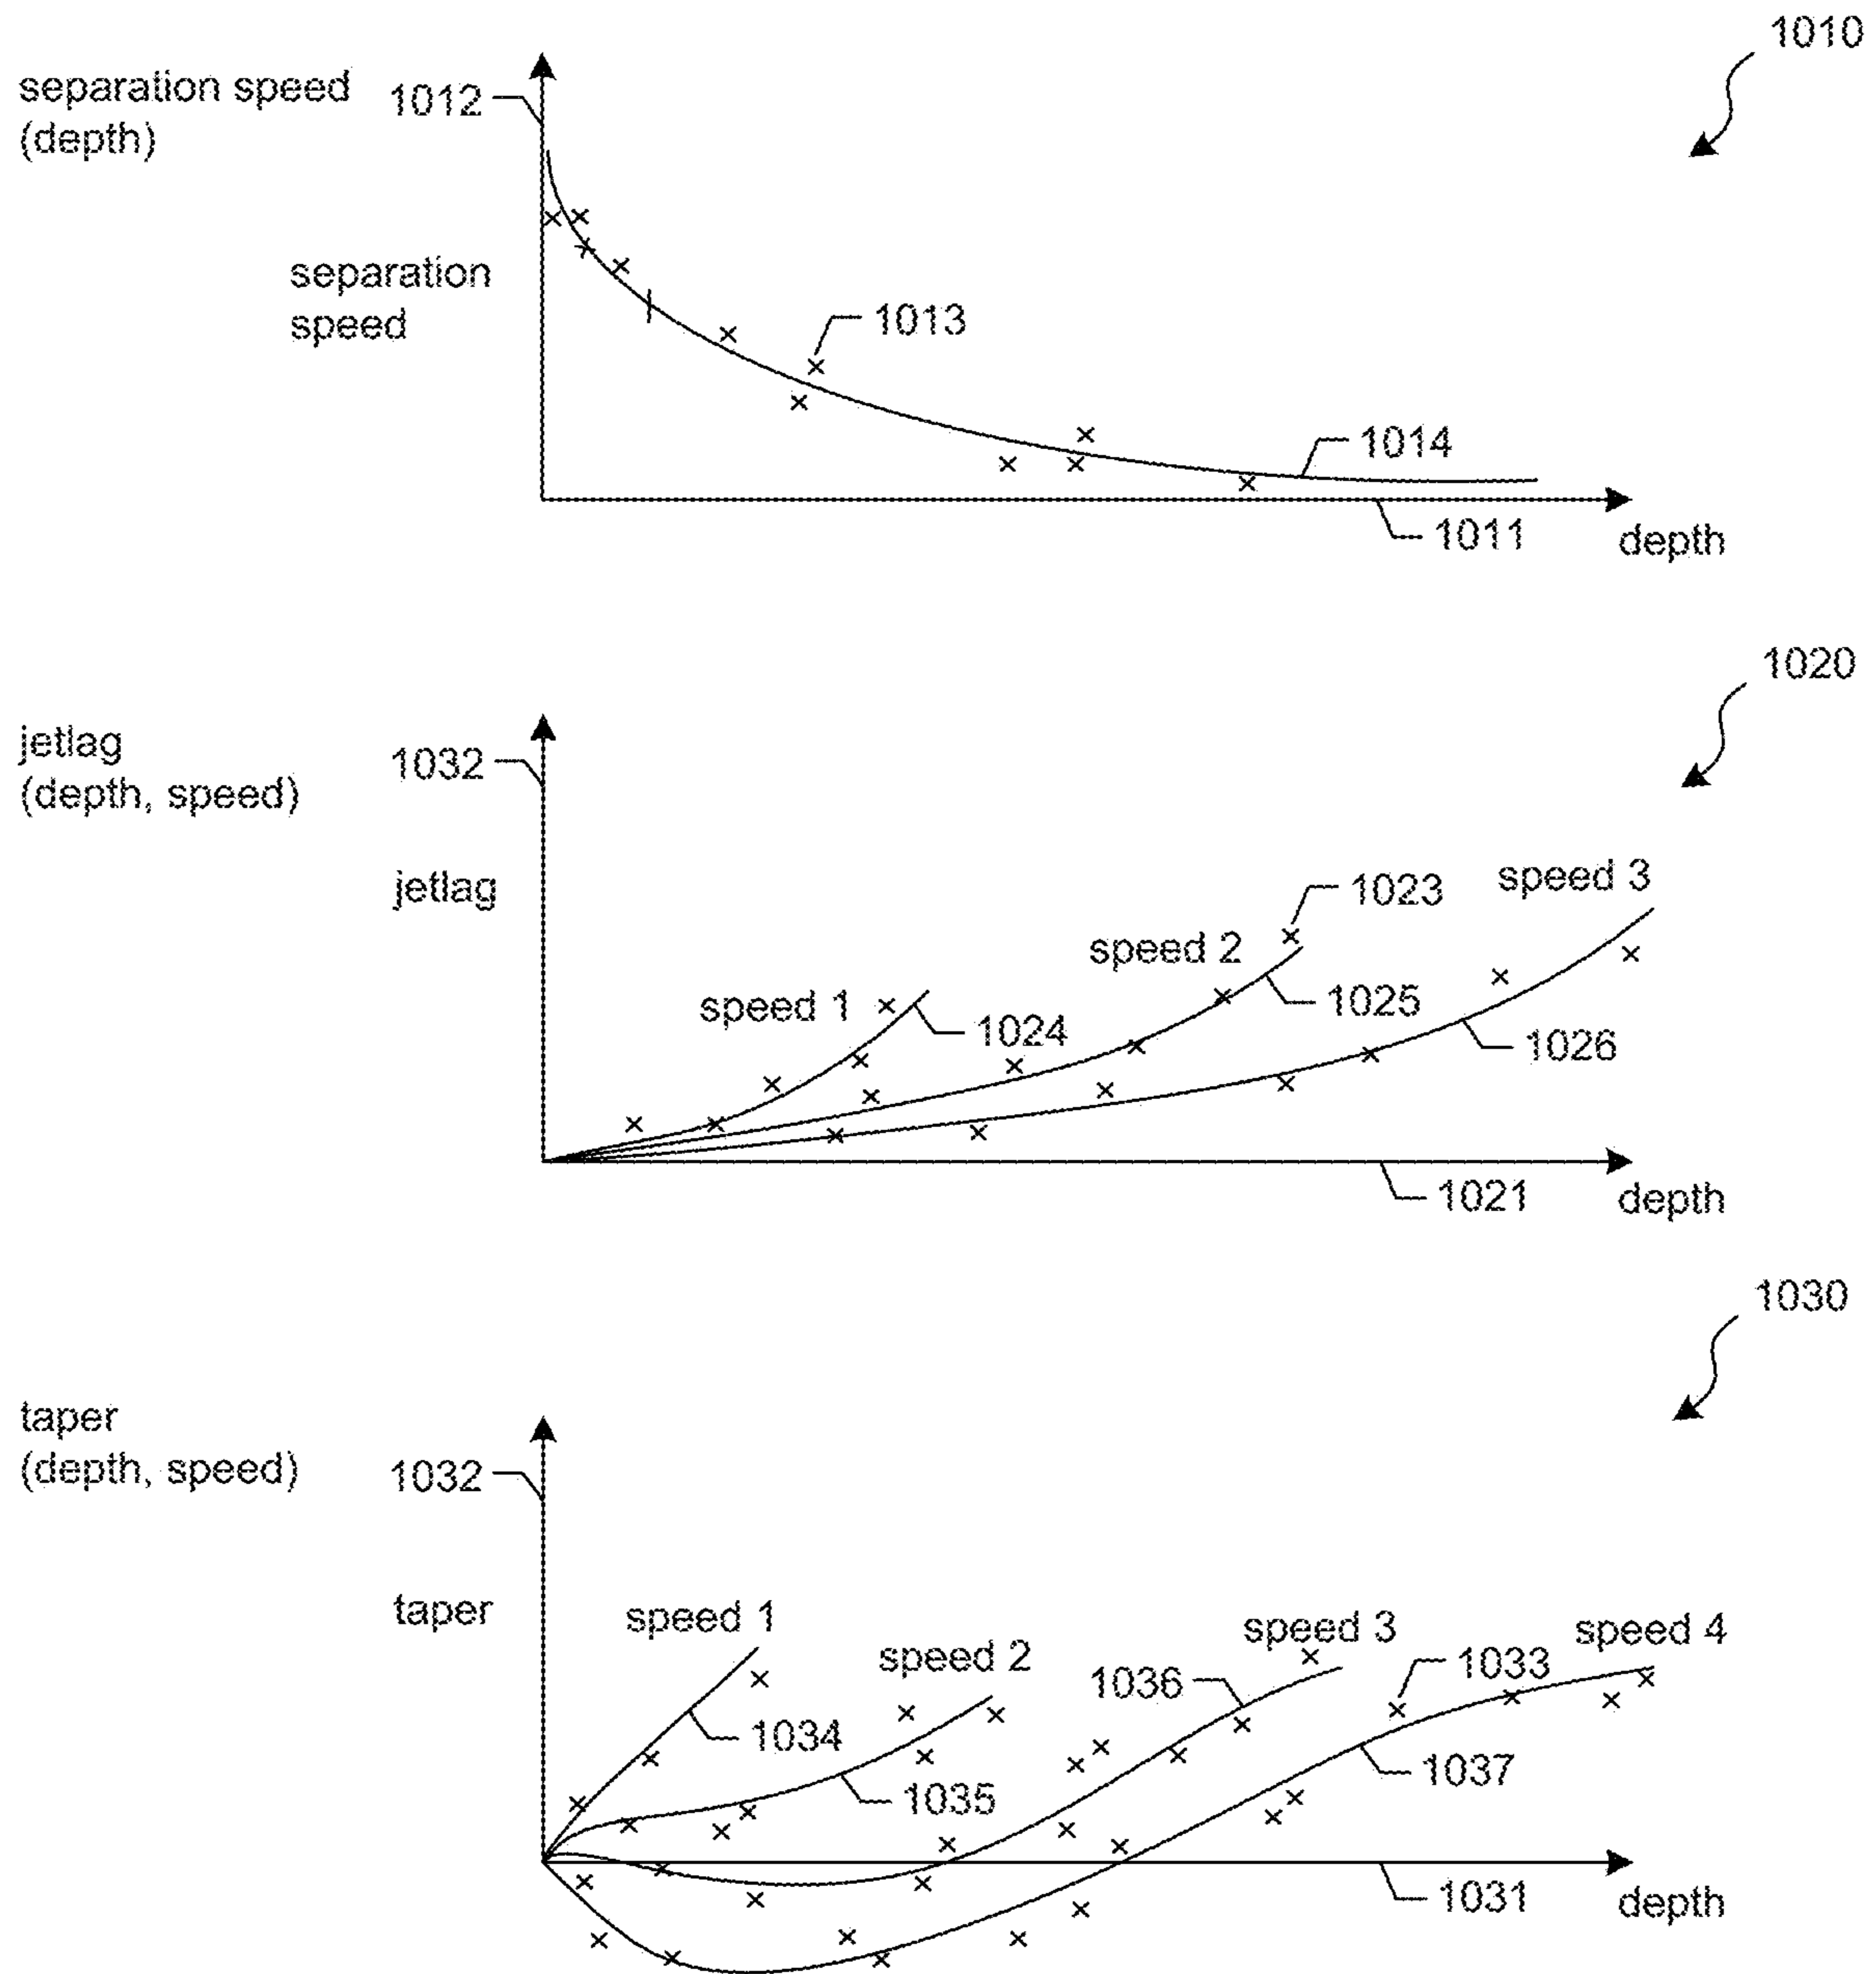 1010
separation speed
(depth)
1012
separation
speed
1013
1014
1011
depth
1020
jetlag
(depth, speed)
1032
jetlag
speed 1
speed 2
speed 3
1023
1024
1025
1026
1021
depth
1030
taper
(depth, speed)
1032
taper
speed 1
speed 2
speed 3
speed 4
1036
1033
1034
1035
1037
1031
depth